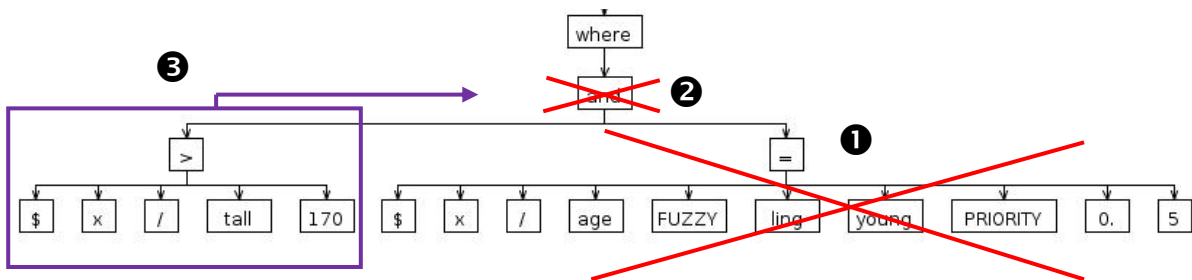 where
❸
and
❷
❶
> =
$ x / tall 170 $ x / age FUZZY ling young PRIORITY 0. 5